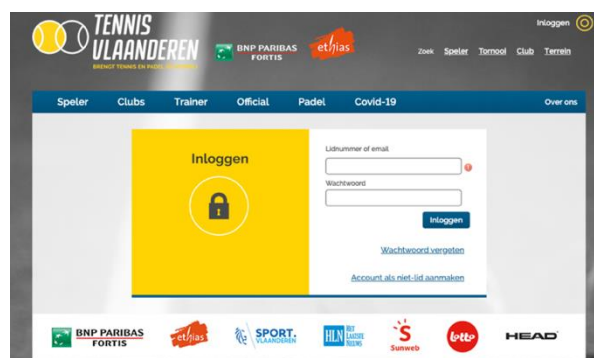 TENNIS
VLAANDEREN
BRENGT TENNIS EN PADEL
BNP PARIBAS
FORTIS
ethias
Inloggen
Zoek Speler Tornooi Club Terrein
Speler Clubs Trainer Official Padel Covid-19 Over ons
Inloggen
Lidnummer of email
?
Wachtwoord
Inloggen
Wachtwoord vergeten
Account als niet-lid aanmaken
BNP PARIBAS
FORTIS
ethias
SPORT.
VLAANDEREN
HLN HET
LAATSTE
NIEUWS
Sunweb
lotto
HEAD